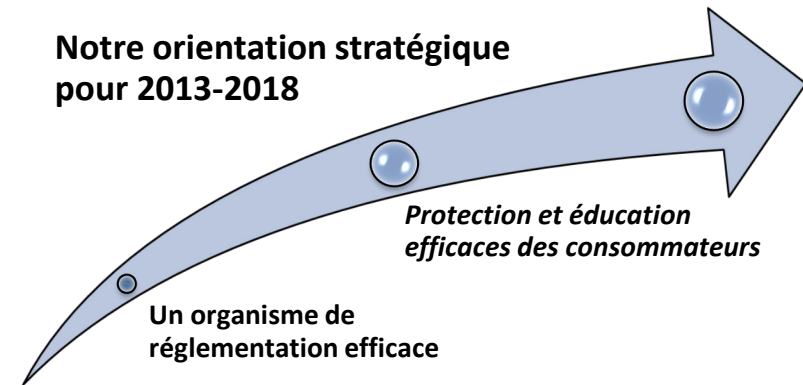 Notre orientation stratégique
pour 2013-2018
Protection et éducation
efficaces des consommateurs
Un organisme de
réglementation efficace